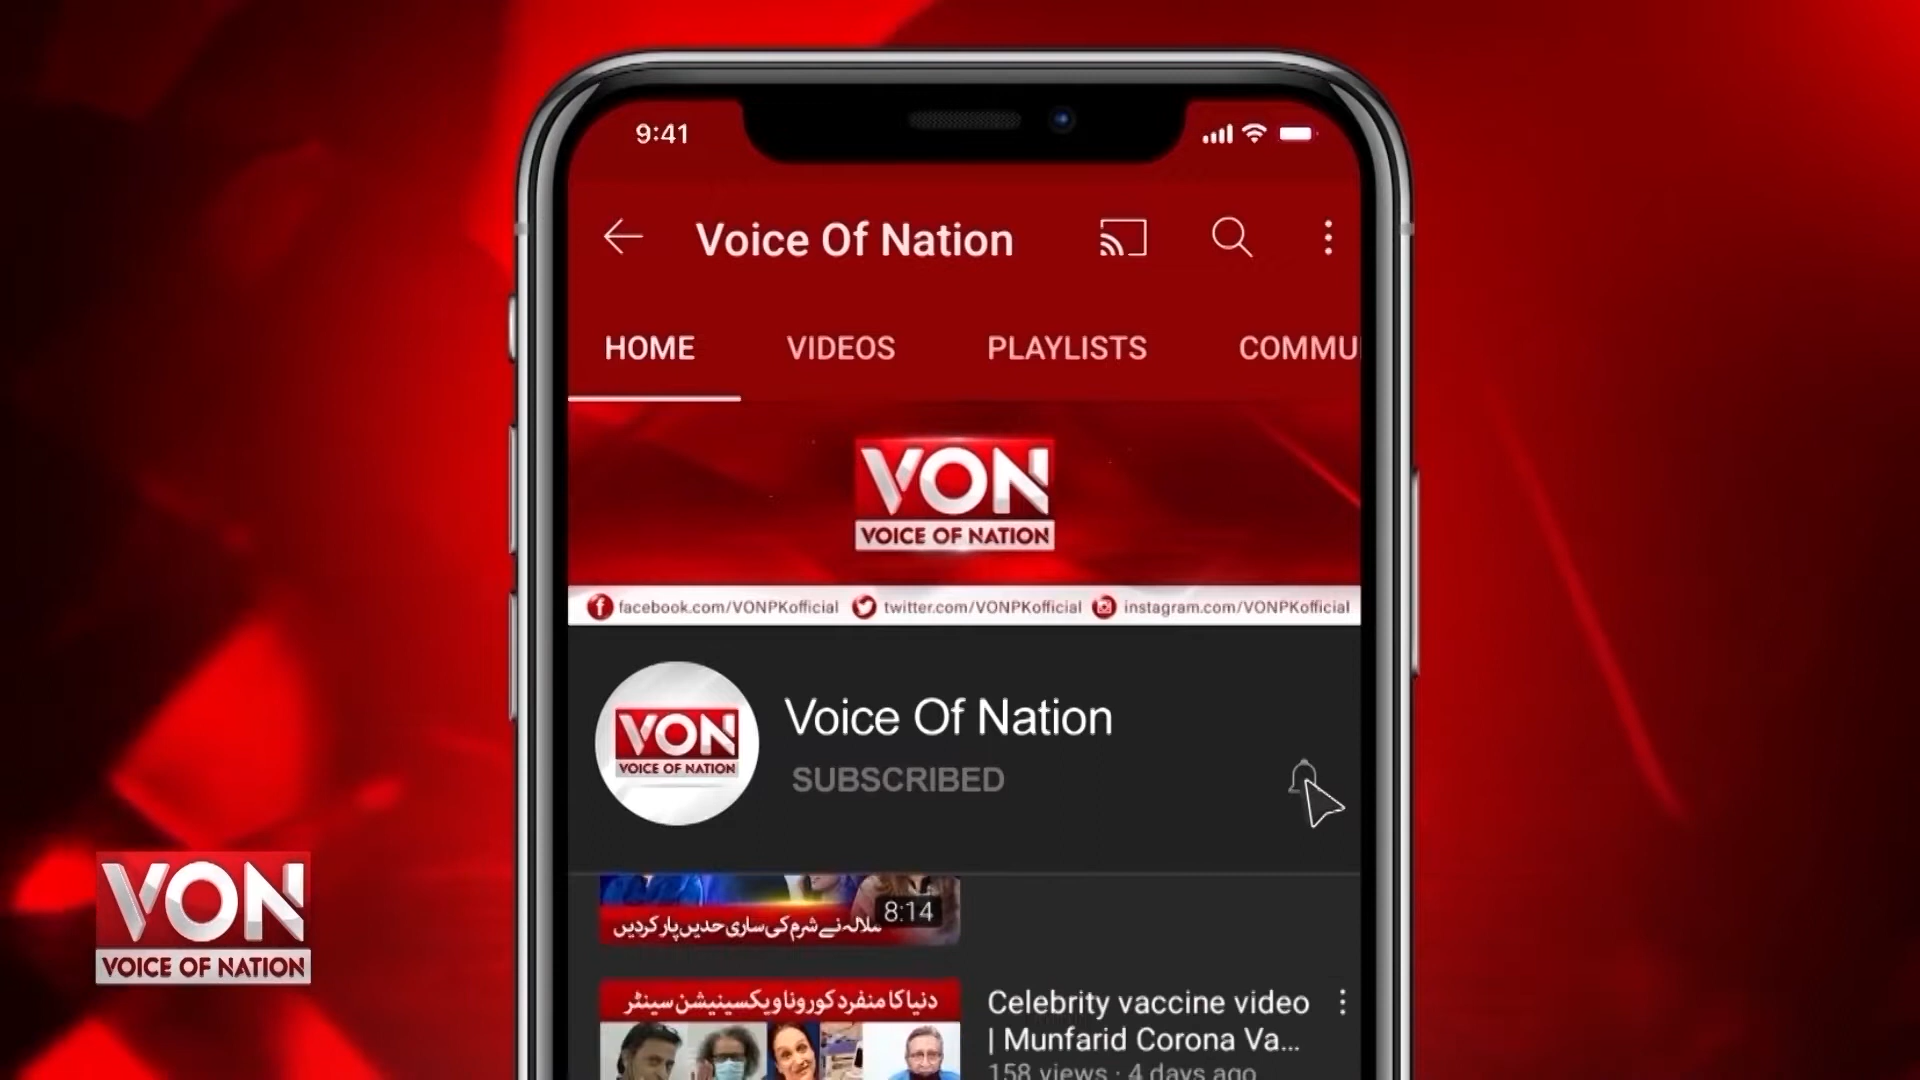 9:41
Voice Of Nation
HOME
VIDEOS
PLAYLISTS
COMMU
VON
VOICE OF NATION
facebook.com/VONPKofficial
twitter.com/VONPKofficial
instagram.com/VONPKofficial
VON
VOICE OF NATION
Voice Of Nation
SUBSCRIBED
ملالہ نے شرم کی ساری حدیں پار کردیں
8:14
دنیا کا منفرد کورونا ویکسینیشن سینٹر
Celebrity vaccine video
| Munfarid Corona Va...
158 views · 4 days ago
VON
VOICE OF NATION